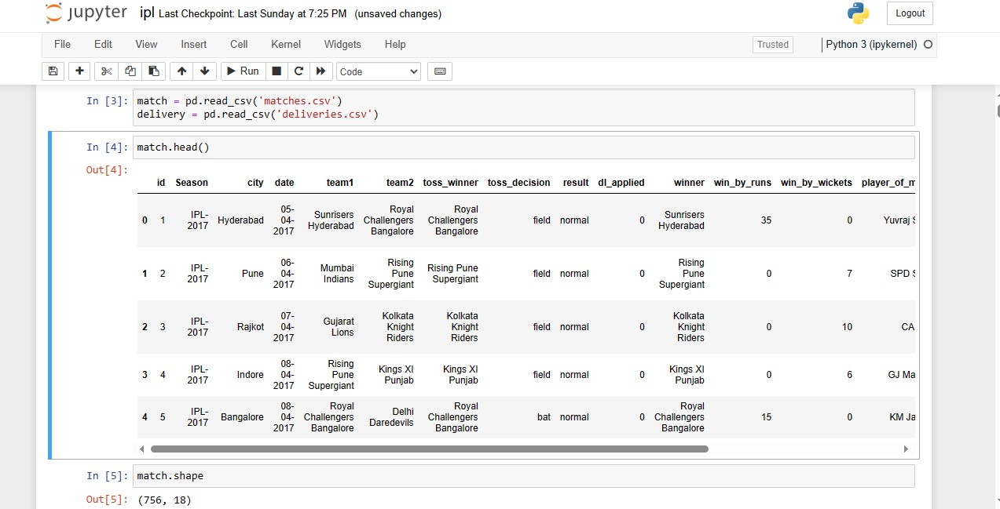 jupyter ipl Last Checkpoint: Last Sunday at 7:25 PM (unsaved changes) Logout
File Edit View Insert Cell Kernel Widgets Help Trusted Python 3 (ipykernel)
Run Code
In [3]: match = pd.read_csv('matches.csv')
delivery = pd.read_csv('deliveries.csv')
In [4]: match.head()
Out[4]:
id Season city date team1 team2 toss_winner toss_decision result dl_applied winner win_by_runs win_by_wickets player_of_m
0 1 IPL-2017 Hyderabad 05-04-2017 Sunrisers Hyderabad Royal Challengers Bangalore Royal Challengers Bangalore field normal 0 Sunrisers Hyderabad 35 0 Yuvraj S
1 2 IPL-2017 Pune 06-04-2017 Mumbai Indians Rising Pune Supergiant Rising Pune Supergiant field normal 0 Rising Pune Supergiant 0 7 SPD S
2 3 IPL-2017 Rajkot 07-04-2017 Gujarat Lions Kolkata Knight Riders Kolkata Knight Riders field normal 0 Kolkata Knight Riders 0 10 CA
3 4 IPL-2017 Indore 08-04-2017 Rising Pune Supergiant Kings XI Punjab Kings XI Punjab field normal 0 Kings XI Punjab 0 6 GJ Ma
4 5 IPL-2017 Bangalore 08-04-2017 Royal Challengers Bangalore Delhi Daredevils Royal Challengers Bangalore bat normal 0 Royal Challengers Bangalore 15 0 KM Ja
In [5]: match.shape
Out[5]: (756, 18)